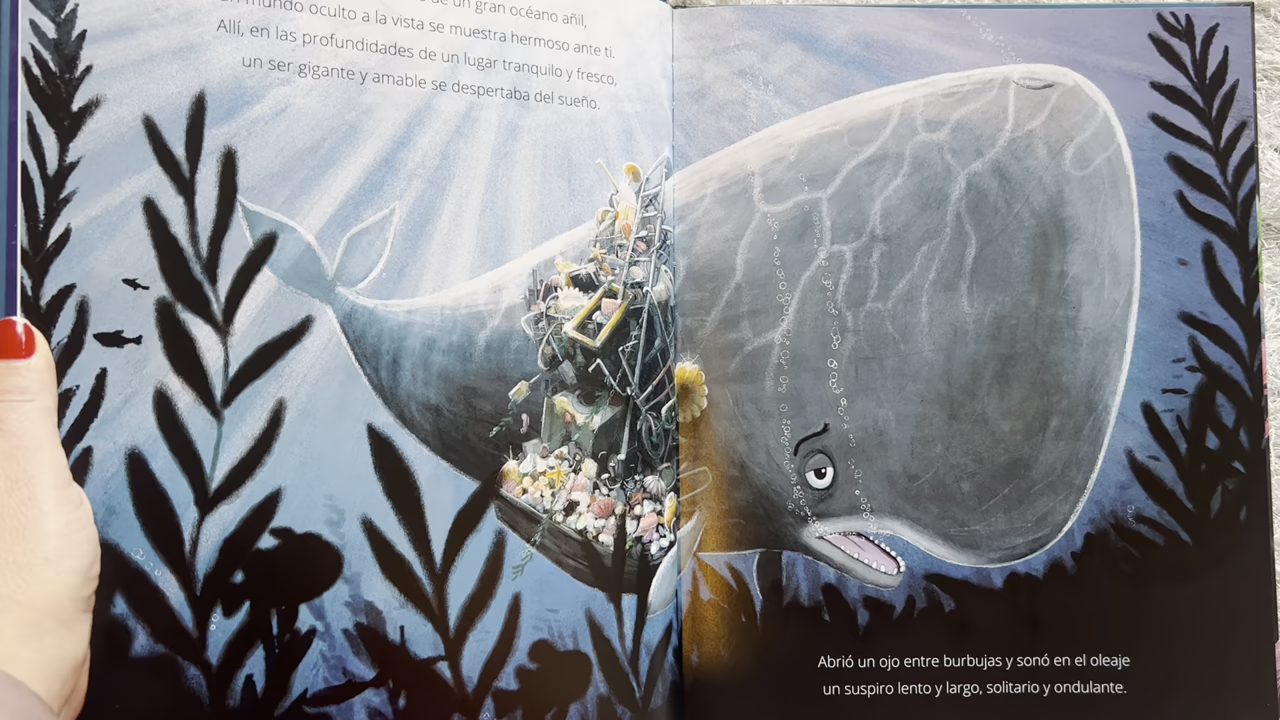 de un gran océano añil,
un mundo oculto a la vista se muestra hermoso ante ti.
Allí, en las profundidades de un lugar tranquilo y fresco,
un ser gigante y amable se despertaba del sueño.
Abrió un ojo entre burbujas y sonó en el oleaje
un suspiro lento y largo, solitario y ondulante.